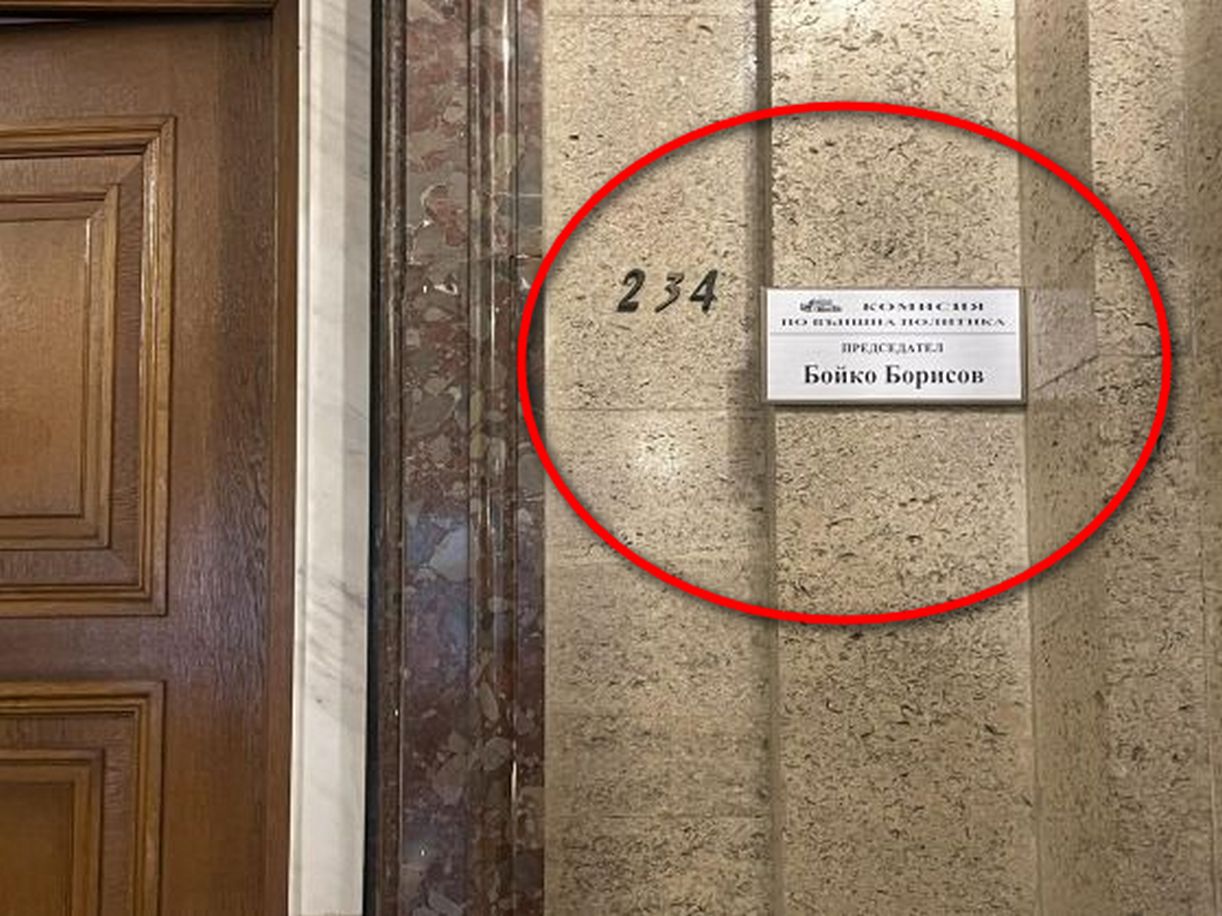 234
КОМИСИЯ
ПО ВЪНШНА ПОЛИТИКА
ПРЕДСЕДАТЕЛ
Бойко Борисов